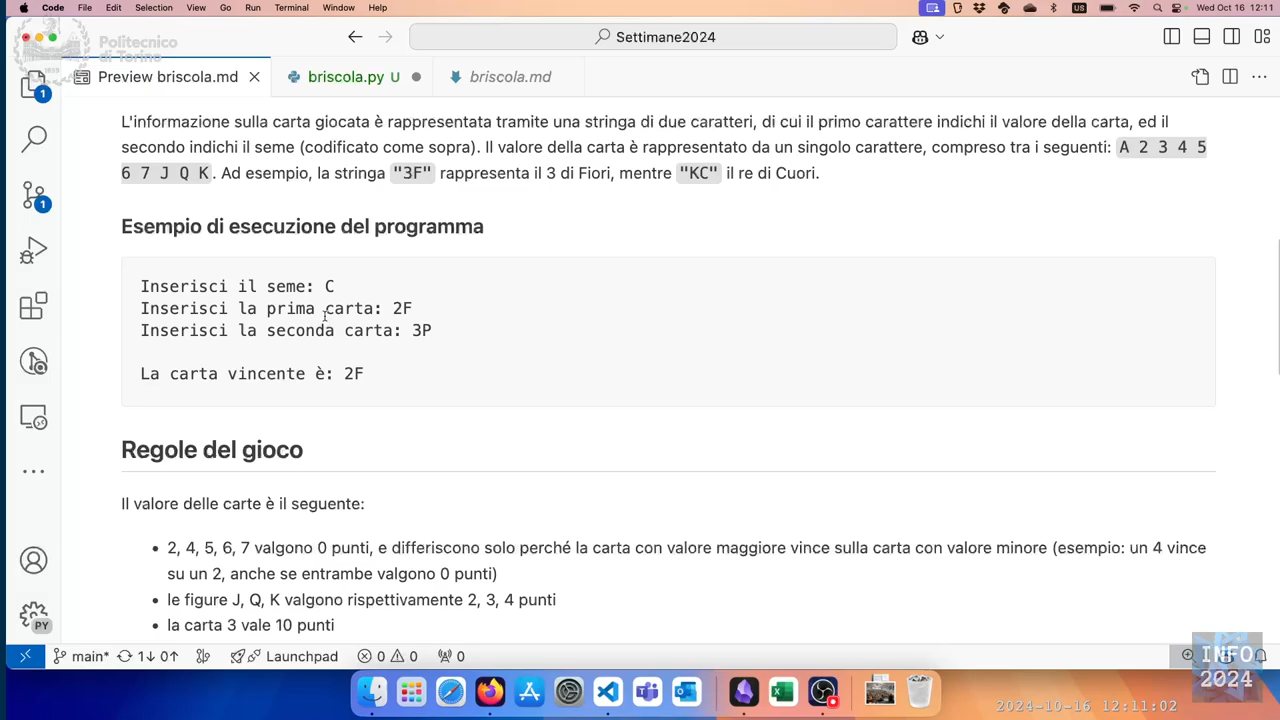 Code File Edit Selection View Go Run Terminal Window Help US Wed Oct 16 12:11
Politecnico
di Torino
Settimane2024
Preview briscola.md briscola.py U briscola.md
1
L'informazione sulla carta giocata è rappresentata tramite una stringa di due caratteri, di cui il primo carattere indichi il valore della carta, ed il
secondo indichi il seme (codificato come sopra). Il valore della carta è rappresentato da un singolo carattere, compreso tra i seguenti: A 2 3 4 5
6 7 J Q K. Ad esempio, la stringa "3F" rappresenta il 3 di Fiori, mentre "KC" il re di Cuori.
1
Esempio di esecuzione del programma
Inserisci il seme: C
Inserisci la prima carta: 2F
Inserisci la seconda carta: 3P
La carta vincente è: 2F
Regole del gioco
Il valore delle carte è il seguente:
• 2, 4, 5, 6, 7 valgono 0 punti, e differiscono solo perché la carta con valore maggiore vince sulla carta con valore minore (esempio: un 4 vince
su un 2, anche se entrambe valgono 0 punti)
• le figure J, Q, K valgono rispettivamente 2, 3, 4 punti
• la carta 3 vale 10 punti
PY
main* 1↓ 0↑ Launchpad 0 0 0
INFO
2024
2024-10-16 12:11:02